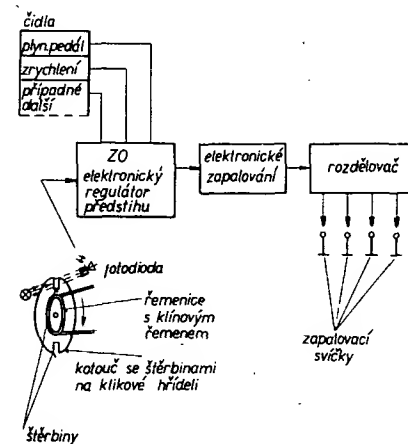 čidla
plyn.pedál
zrychlení
případné
další
ZO
elektronický
regulátor
předstihu
elektronické
zapalování
rozdělovač
fotodioda
řemenice
s klínovým
řemenem
kotouč se štěrbinami
na klikové hřídeli
štěrbiny
zapalovací
svíčky